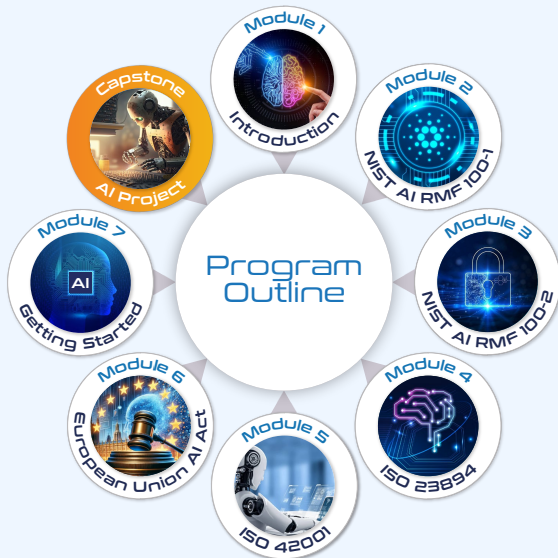 Program
Outline
Module 1
Introduction
Module 2
NIST AI RMF 100-1
Module 3
NIST AI RMF 100-2
Module 4
ISO 23894
Module 5
ISO 42001
Module 6
European Union AI Act
Module 7
AI
Getting Started
Capstone
AI Project